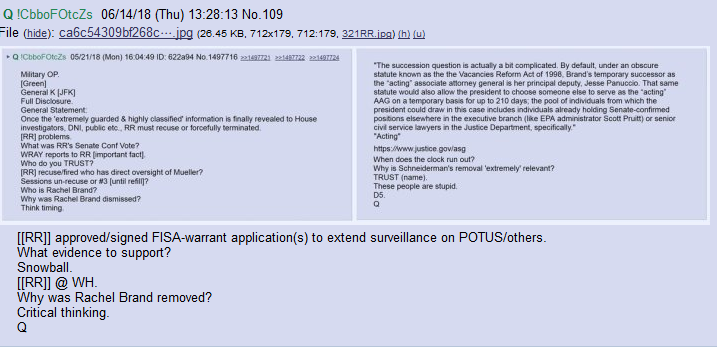 Q !CbboFOtcZs 06/14/18 (Thu) 13:28:13 No.109
File (hide): ca6c54309bf268c⋯.jpg (26.45 KB, 712x179, 712:179, 321RR.jpg) (h) (u)
▶ Q !CbboFOtcZs 05/21/18 (Mon) 16:04:49 ID: 622a94 No.1497716 >>1497721 >>1497722 >>1497724
Military OP.
[Green]
General K [JFK]
Full Disclosure.
General Statement:
Once the 'extremely guarded & highly classified' information is finally revealed to House
investigators, DNI, public etc., RR must recuse or forcefully terminated.
[RR] problems.
What was RR's Senate Conf Vote?
WRAY reports to RR [important fact].
Who do you TRUST?
[RR] recuse/fired who has direct oversight of Mueller?
Sessions un-recuse or #3 [until refill]?
Who is Rachel Brand?
Why was Rachel Brand dismissed?
Think timing.
"The succession question is actually a bit complicated. By default, under an obscure
statute known as the the Vacancies Reform Act of 1998, Brand's temporary successor as
the "acting" associate attorney general is her principal deputy, Jesse Panuccio. That same
statute would also allow the president to choose someone else to serve as the "acting"
AAG on a temporary basis for up to 210 days; the pool of individuals from which the
president could draw in this case includes individuals already holding Senate-confirmed
positions elsewhere in the executive branch (like EPA administrator Scott Pruitt) or senior
civil service lawyers in the Justice Department, specifically."
"Acting"
https://www.justice.gov/asg
When does the clock run out?
Why is Schneiderman's removal 'extremely' relevant?
TRUST (name).
These people are stupid.
D5.
Q
[[RR]] approved/signed FISA-warrant application(s) to extend surveillance on POTUS/others.
What evidence to support?
Snowball.
[[RR]] @ WH.
Why was Rachel Brand removed?
Critical thinking.
Q